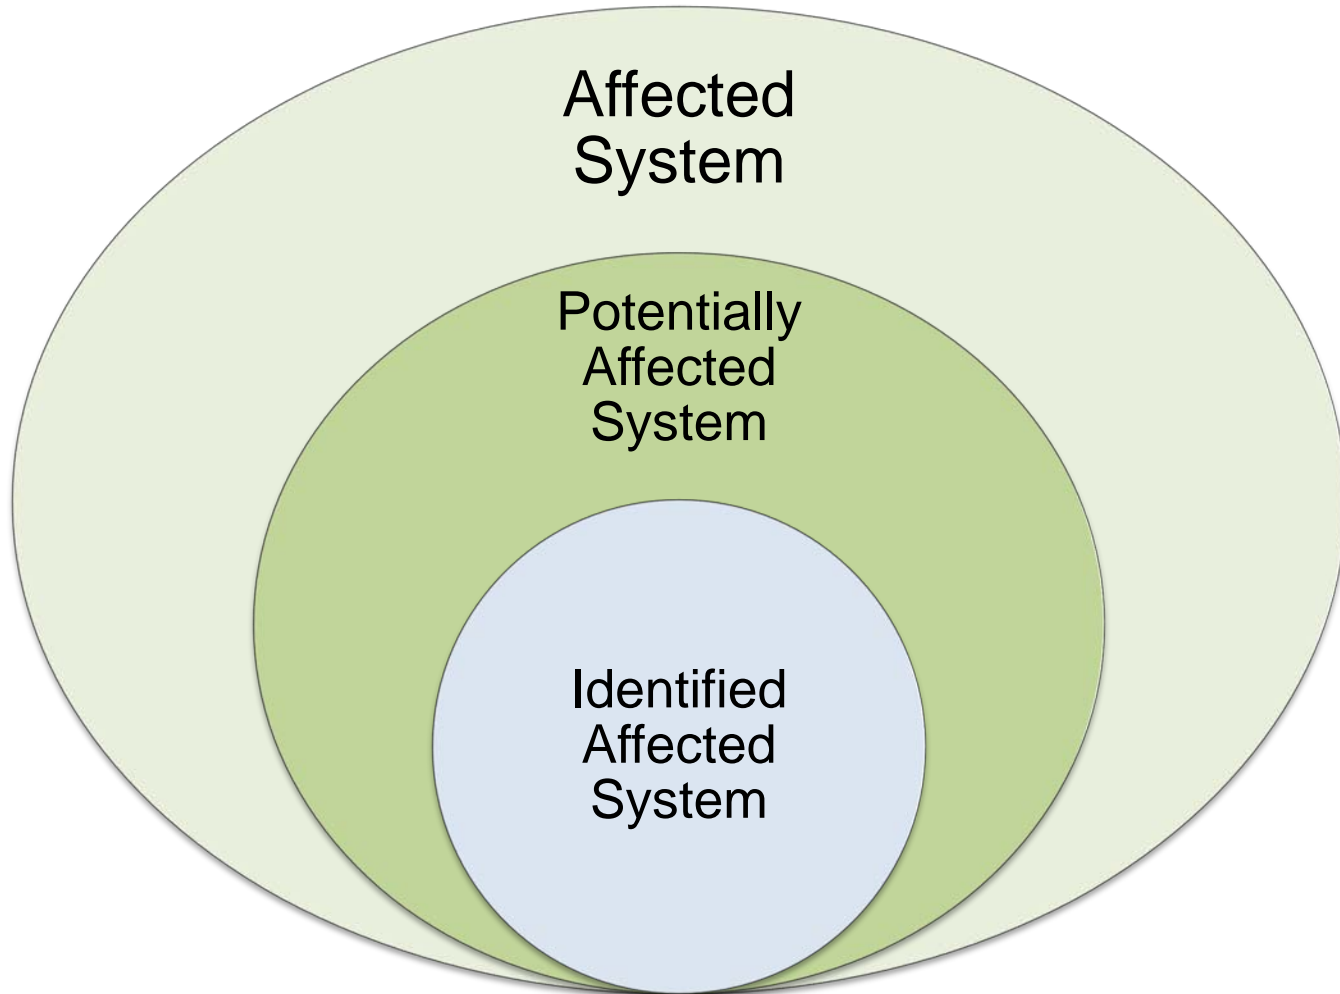 Affected
System
Potentially
Affected
System
Identified
Affected
System